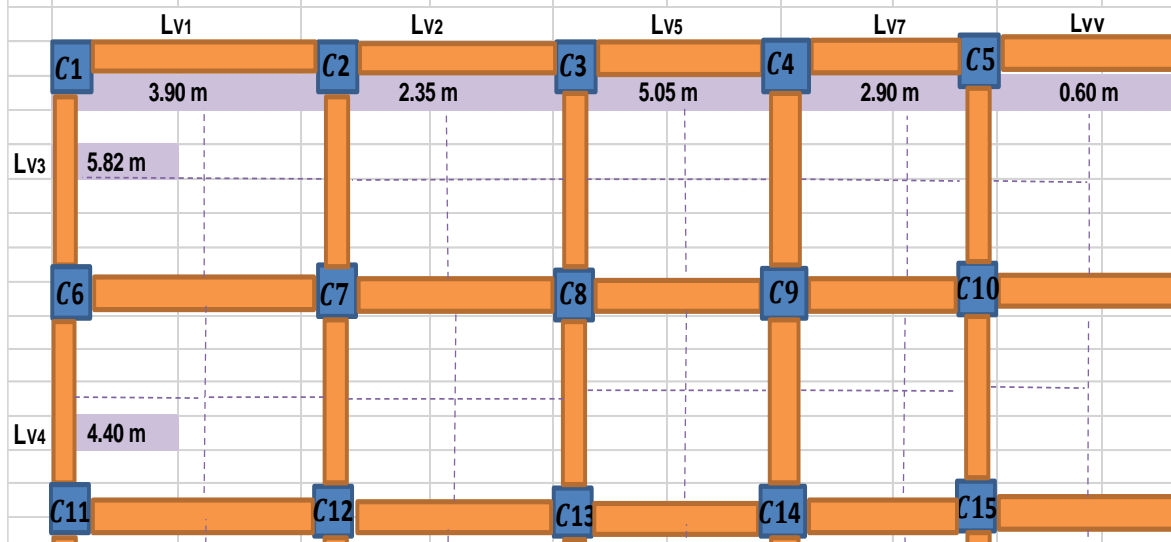 LV1 LV2 LV5 LV7 LVV
C1 C2 C3 C4 C5
3.90 m 2.35 m 5.05 m 2.90 m 0.60 m
LV3 5.82 m
C6 C7 C8 C9 C10
LV4 4.40 m
C11 C12 C13 C14 C15